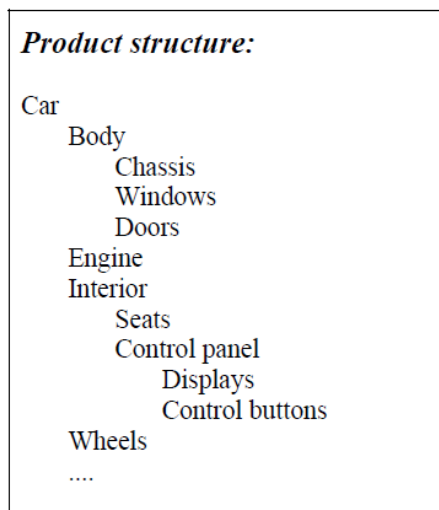 Product structure:
Car
Body
Chassis
Windows
Doors
Engine
Interior
Seats
Control panel
Displays
Control buttons
Wheels
....